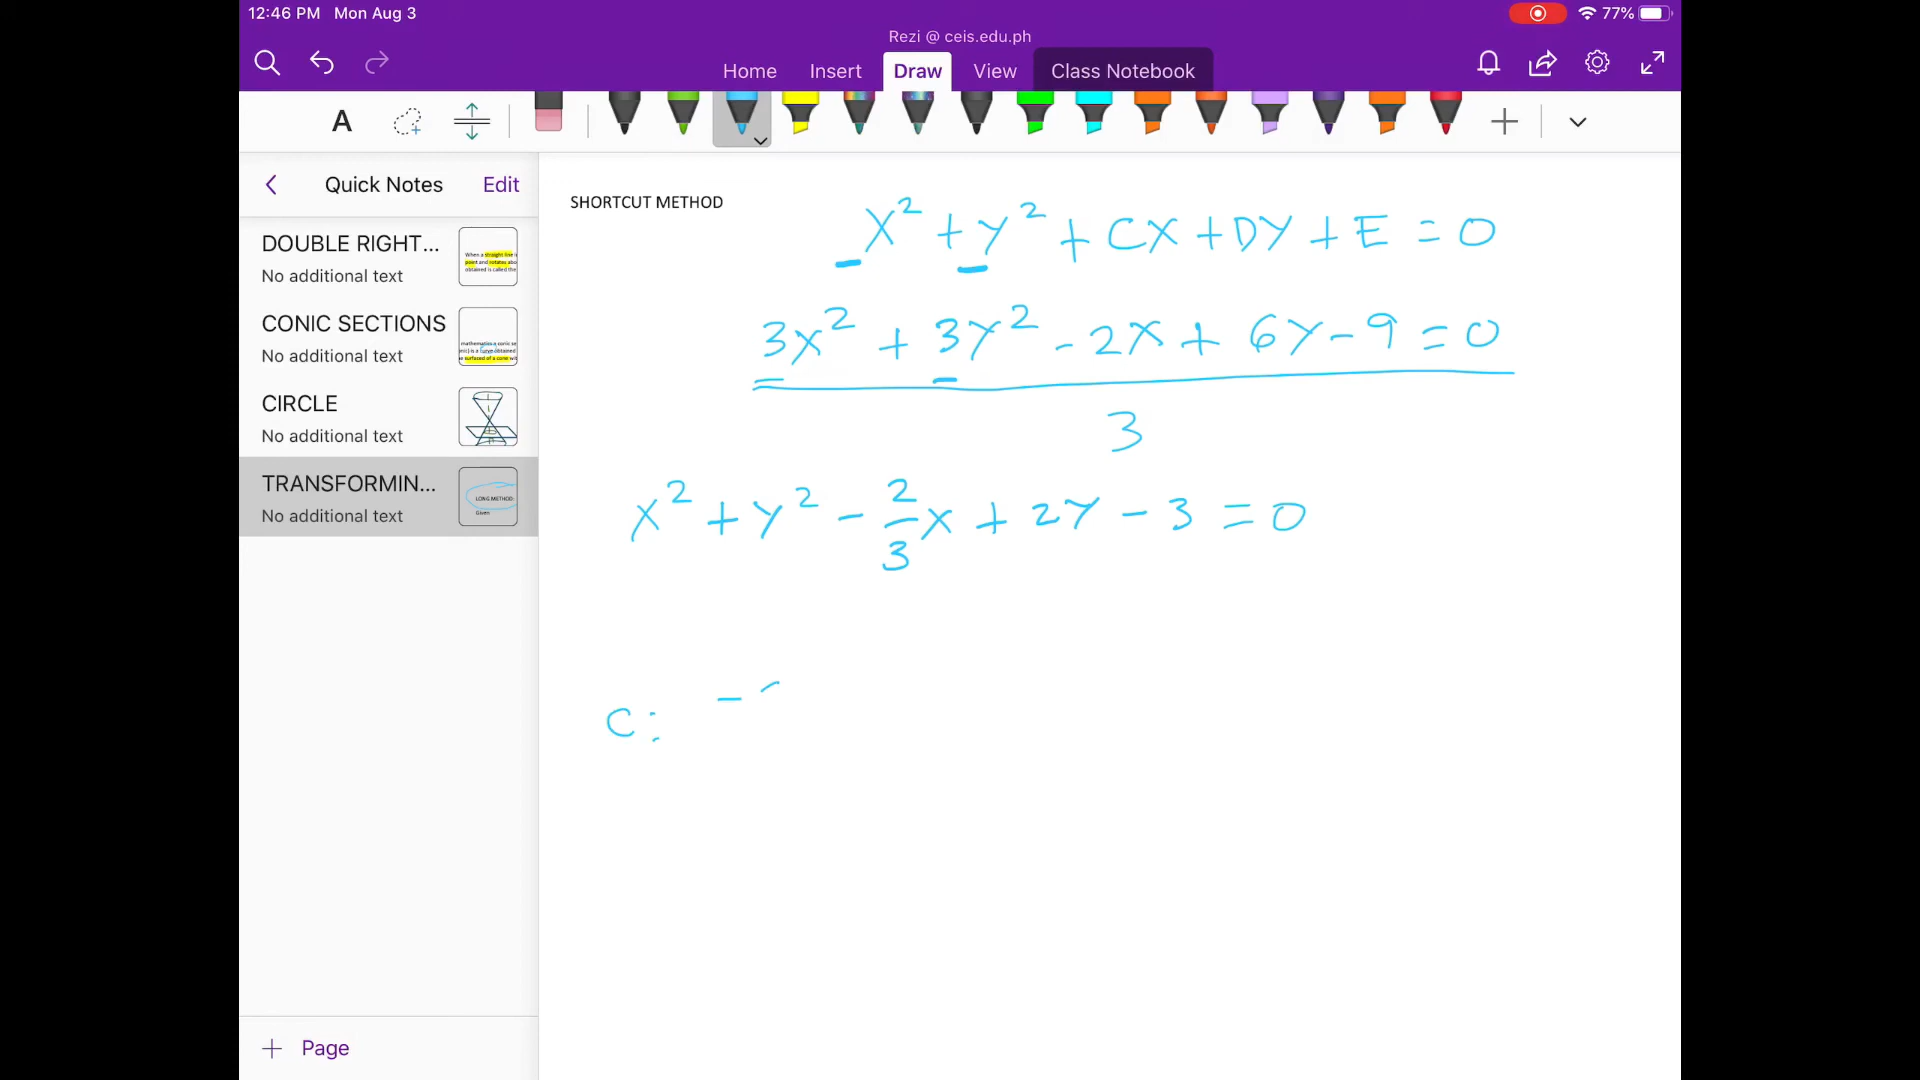 12:46 PM Mon Aug 3
77%
Rezi @ ceis.edu.ph
Home Insert Draw View Class Notebook
A
Quick Notes Edit
DOUBLE RIGHT...
No additional text
CONIC SECTIONS
No additional text
CIRCLE
No additional text
TRANSFORMIN...
No additional text
+ Page
SHORTCUT METHOD
x² + y² + Cx + Dy + E = 0
3x² + 3y² - 2x + 6y - 9 = 0
3
x² + y² - 2/3 x + 2y - 3 = 0
C: -